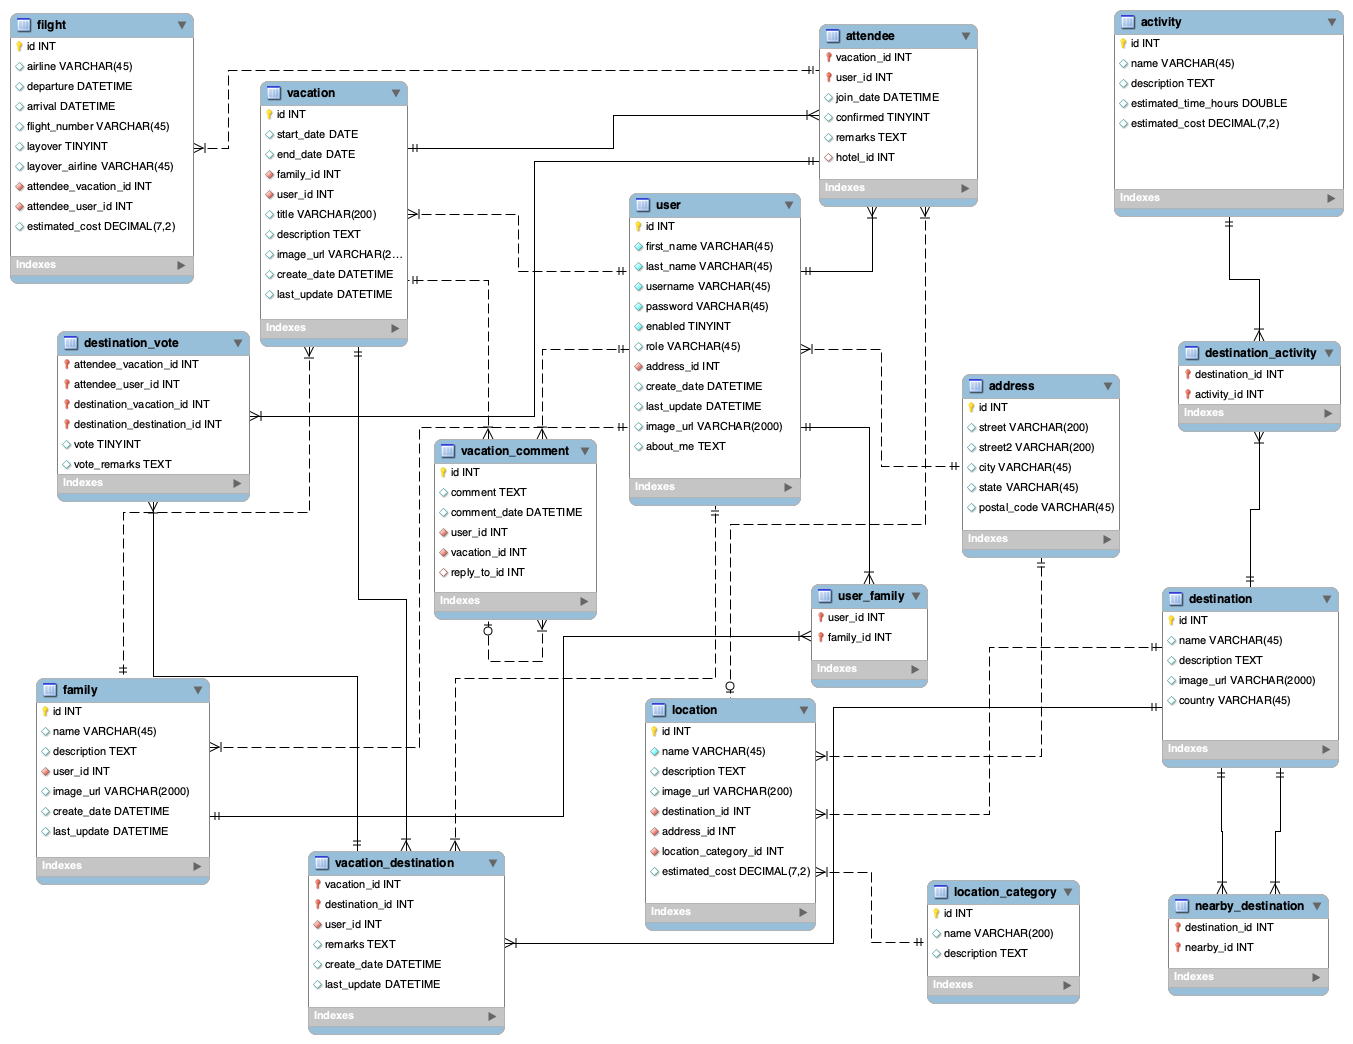 filght
id INT
airline VARCHAR(45)
departure DATETIME
arrival DATETIME
flight_number VARCHAR(45)
layover TINYINT
layover_airline VARCHAR(45)
attendee_vacation_id INT
attendee_user_id INT
estimated_cost DECIMAL(7,2)
Indexes
vacation
id INT
start_date DATE
end_date DATE
family_id INT
user_id INT
title VARCHAR(200)
description TEXT
image_url VARCHAR(2...
create_date DATETIME
last_update DATETIME
Indexes
attendee
vacation_id INT
user_id INT
join_date DATETIME
confirmed TINYINT
remarks TEXT
hotel_id INT
Indexes
activity
id INT
name VARCHAR(45)
description TEXT
estimated_time_hours DOUBLE
estimated_cost DECIMAL(7,2)
Indexes
user
id INT
first_name VARCHAR(45)
last_name VARCHAR(45)
username VARCHAR(45)
password VARCHAR(45)
enabled TINYINT
role VARCHAR(45)
address_id INT
create_date DATETIME
last_update DATETIME
image_url VARCHAR(2000)
about_me TEXT
Indexes
destination_vote
attendee_vacation_id INT
attendee_user_id INT
destination_vacation_id INT
destination_destination_id INT
vote TINYINT
vote_remarks TEXT
Indexes
vacation_comment
id INT
comment TEXT
comment_date DATETIME
user_id INT
vacation_id INT
reply_to_id INT
Indexes
address
id INT
street VARCHAR(200)
street2 VARCHAR(200)
city VARCHAR(45)
state VARCHAR(45)
postal_code VARCHAR(45)
Indexes
destination_activity
destination_id INT
activity_id INT
Indexes
user_family
user_id INT
family_id INT
Indexes
destination
id INT
name VARCHAR(45)
description TEXT
image_url VARCHAR(2000)
country VARCHAR(45)
Indexes
family
id INT
name VARCHAR(45)
description TEXT
user_id INT
image_url VARCHAR(2000)
create_date DATETIME
last_update DATETIME
Indexes
location
id INT
name VARCHAR(45)
description TEXT
image_url VARCHAR(200)
destination_id INT
address_id INT
location_category_id INT
estimated_cost DECIMAL(7,2)
Indexes
vacation_destination
vacation_id INT
destination_id INT
user_id INT
remarks TEXT
create_date DATETIME
last_update DATETIME
Indexes
location_category
id INT
name VARCHAR(200)
description TEXT
Indexes
nearby_destination
destination_id INT
nearby_id INT
Indexes